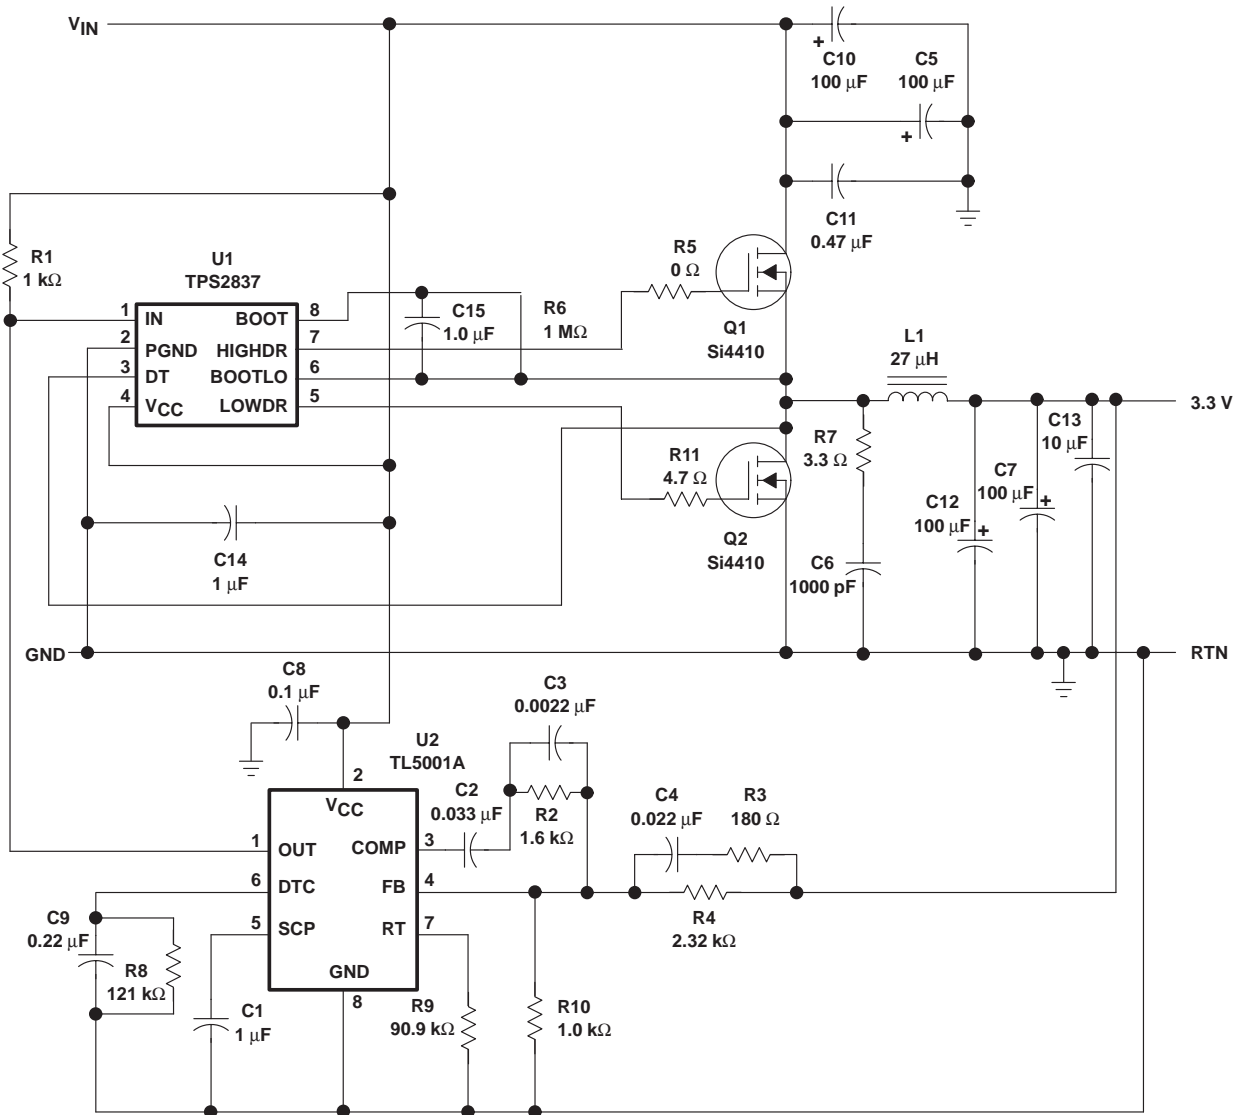 VIN
+
C10
100 μF
C5
100 μF
+
C11
0.47 μF
R1
1 kΩ
U1
TPS2837
1 IN
2 PGND
3 DT
4 VCC
BOOT 8
HIGHDR 7
BOOTLO 6
LOWDR 5
C15
1.0 μF
R6
1 MΩ
R5
0 Ω
Q1
Si4410
L1
27 μH
3.3 V
R11
4.7 Ω
Q2
Si4410
R7
3.3 Ω
C6
1000 pF
C12
100 μF
+
C7
100 μF
+
C13
10 μF
C14
1 μF
GND
RTN
C8
0.1 μF
U2
TL5001A
2
VCC
C3
0.0022 μF
C2
0.033 μF
R2
1.6 kΩ
C4
0.022 μF
R3
180 Ω
R4
2.32 kΩ
1 OUT
6 DTC
5 SCP
COMP 3
FB 4
RT 7
GND
8
C9
0.22 μF
R8
121 kΩ
C1
1 μF
R9
90.9 kΩ
R10
1.0 kΩ